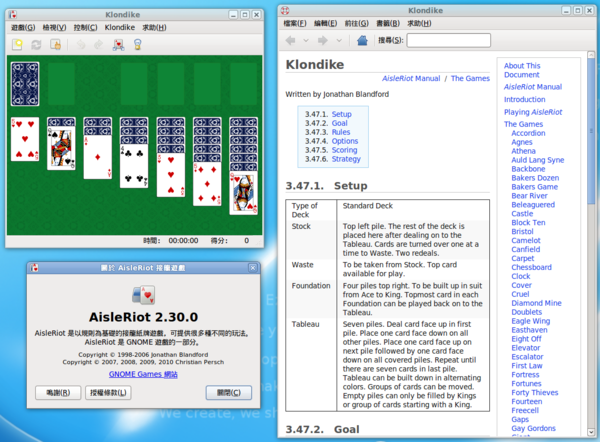 Klondike
遊戲(G) 檢視(V) 控制(C) Klondike 求助(H)
時間: 00:00:00 得分: 0
關於 AisleRiot 接龍遊戲
AisleRiot 2.30.0
AisleRiot 是以規則為基礎的接龍紙牌遊戲，可提供很多種不同的玩法。
AisleRiot 是 GNOME 遊戲的一部分。
Copyright © 1998-2006 Jonathan Blandford
Copyright © 2007, 2008, 2009, 2010 Christian Persch
GNOME Games 網站
鳴謝(R) 授權條款(L) 關閉(C)
We create, we sh
Klondike
檔案(F) 編輯(E) 前往(G) 書籤(B) 求助(H)
搜尋(S):
Klondike
AisleRiot Manual / The Games
Written by Jonathan Blandford
3.47.1. Setup
3.47.2. Goal
3.47.3. Rules
3.47.4. Options
3.47.5. Scoring
3.47.6. Strategy
3.47.1. Setup
Type of Deck
Standard Deck
Stock
Top left pile. The rest of the deck is
placed here after dealing on to the
Tableau. Cards are turned over one at a
time to Waste. Two redeals.
Waste
To be taken from Stock. Top card
available for play.
Foundation
Four piles top right. To be built up in suit
from Ace to King. Topmost card in each
Foundation can be played back on to the
Tableau.
Tableau
Seven piles. Deal card face up in first
pile. Place one card face down on all
other piles. Place one card face up on
next pile followed by one card face
down on all covered piles. Repeat until
there are seven cards in last pile.
Tableau can be built down in alternating
colors. Groups of cards can be moved.
Empty piles can only be filled by Kings
or group of cards starting with a King.
3.47.2. Goal
About This
Document
AisleRiot Manual
Introduction
Playing AisleRiot
The Games
Accordion
Agnes
Athena
Auld Lang Syne
Backbone
Bakers Dozen
Bakers Game
Bear River
Beleaguered
Castle
Block Ten
Bristol
Camelot
Canfield
Carpet
Chessboard
Clock
Cover
Cruel
Diamond Mine
Doublets
Eagle Wing
Easthaven
Eight Off
Elevator
Escalator
First Law
Fortress
Fortunes
Forty Thieves
Fourteen
Freecell
Gaps
Gay Gordons